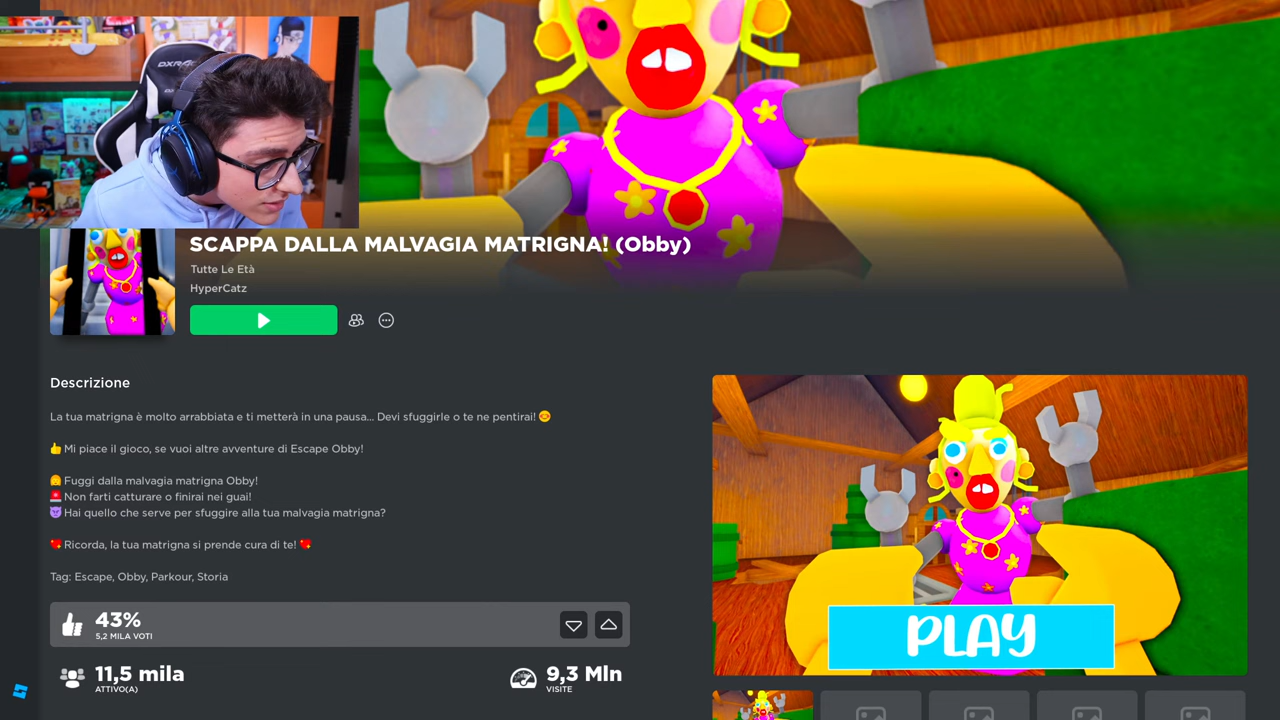 DXRA
SCAPPA DALLA MALVAGIA MATRIGNA! (Obby)
Tutte Le Età
HyperCatz
Descrizione
La tua matrigna è molto arrabbiata e ti metterà in una pausa... Devi sfuggirle o te ne pentirai! 😳
👍 Mi piace il gioco, se vuoi altre avventure di Escape Obby!
Fuggi dalla malvagia matrigna Obby!
🚨 Non farti catturare o finirai nei guai!
😈 Hai quello che serve per sfuggire alla tua malvagia matrigna?
💘 Ricorda, la tua matrigna si prende cura di te! 💘
Tag: Escape, Obby, Parkour, Storia
43%
5,2 MILA VOTI
11,5 mila
ATTIVO(A)
9,3 Mln
VISITE
PLAY